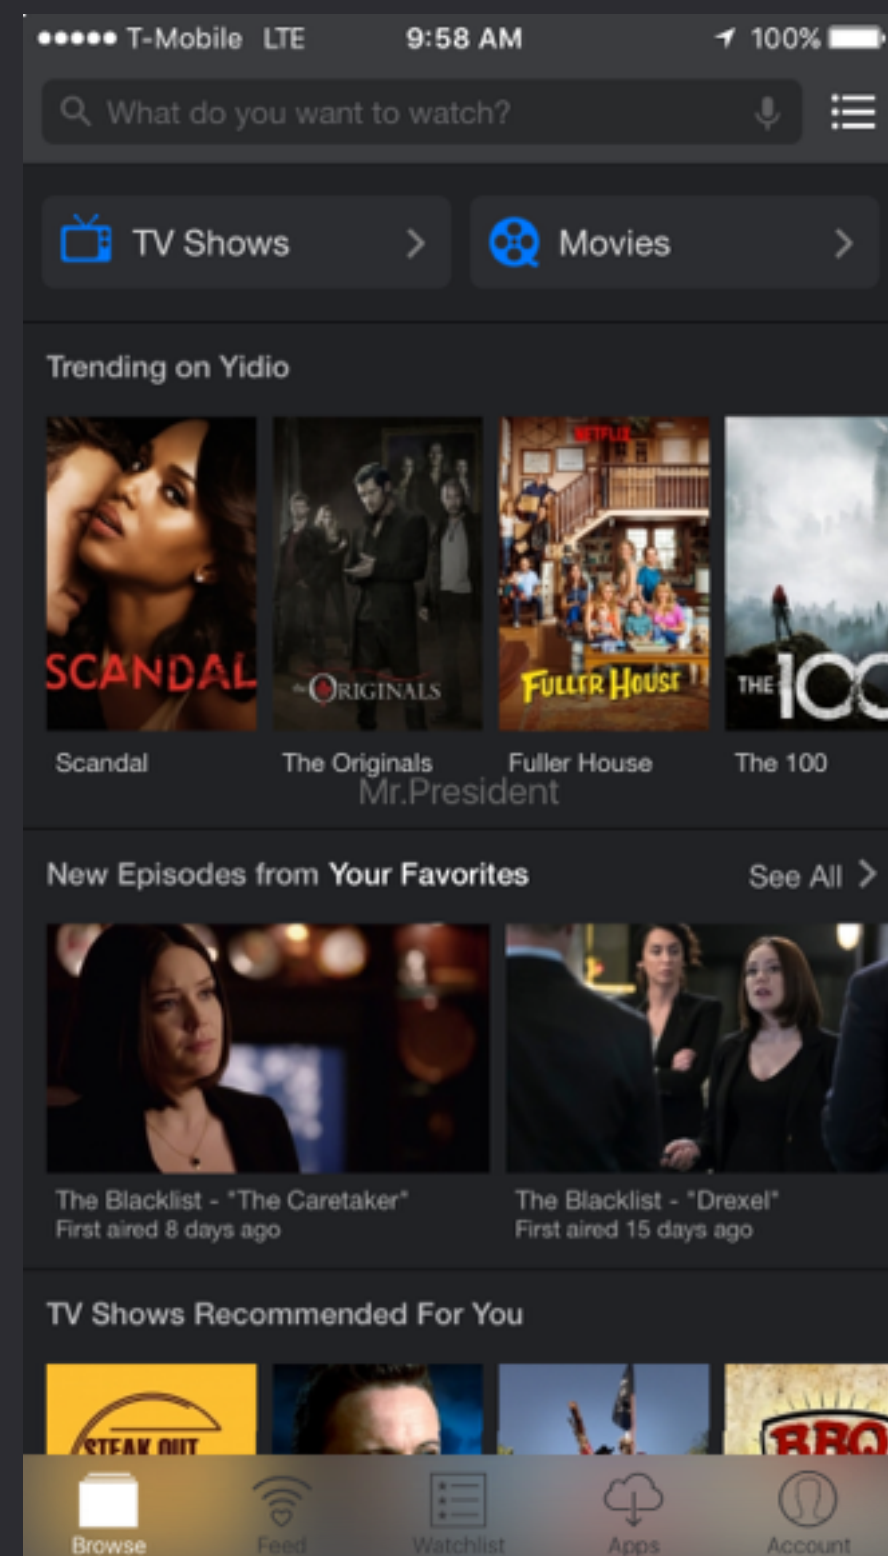 T-Mobile LTE 9:58 AM 100%
What do you want to watch?
TV Shows Movies
Trending on Yidio
NETFLIX
SCANDAL
THE ORIGINALS
FULLER HOUSE
THE 100
Scandal The Originals Fuller House The 100
Mr.President
New Episodes from Your Favorites See All
The Blacklist - "The Caretaker" The Blacklist - "Drexel"
First aired 8 days ago First aired 15 days ago
TV Shows Recommended For You
STEAK OUT
BBQ
Browse Feed Watchlist Apps Account